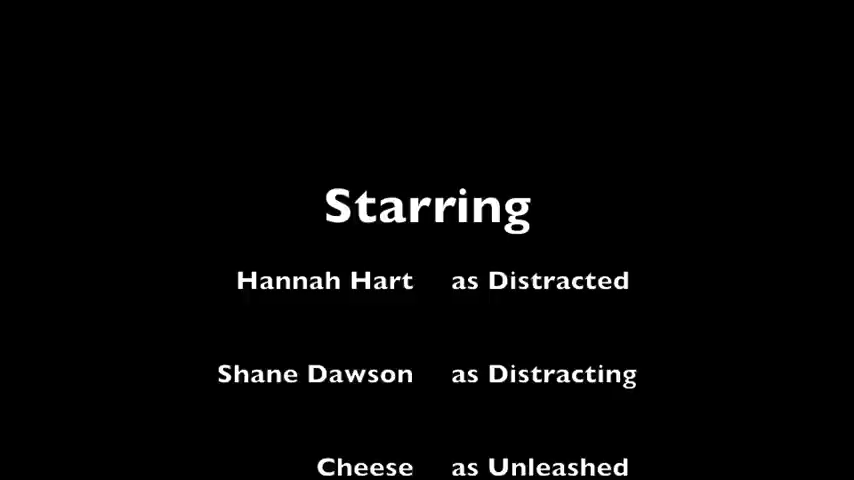 Starring
Hannah Hart as Distracted
Shane Dawson as Distracting
Cheese as Unleashed